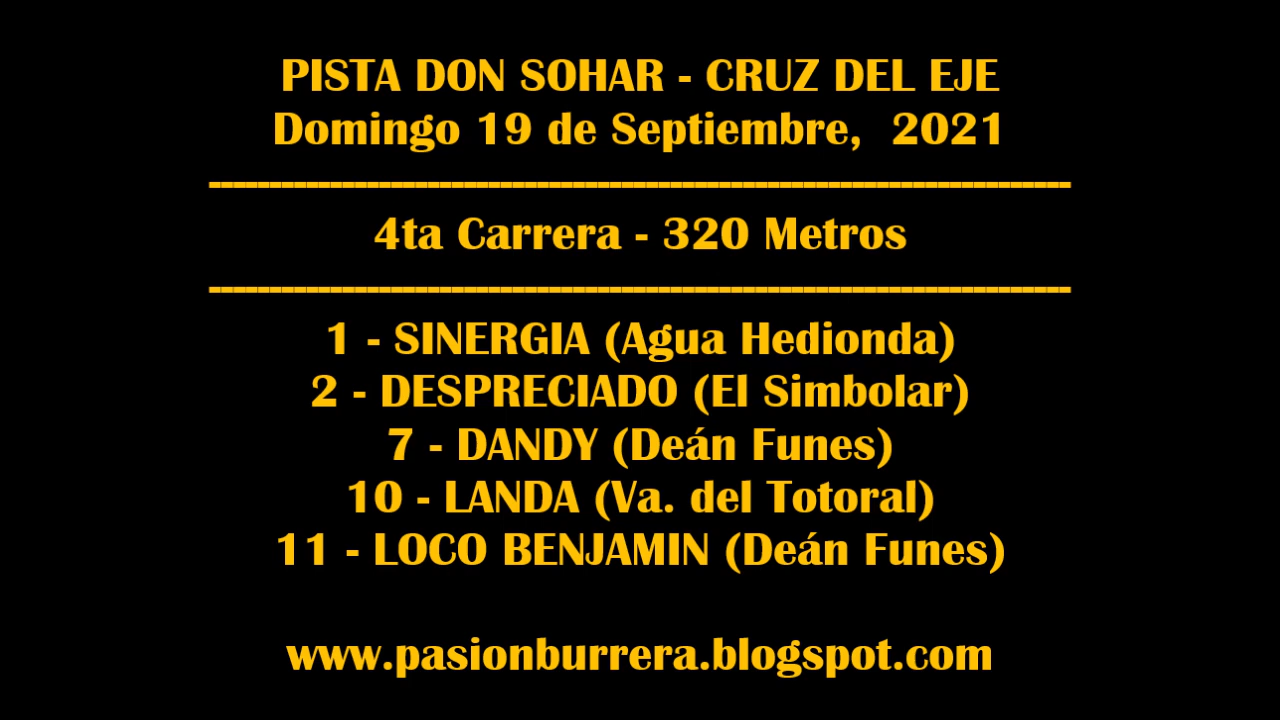 PISTA DON SOHAR - CRUZ DEL EJE
Domingo 19 de Septiembre, 2021
----------------------------------------------------------------------
4ta Carrera - 320 Metros
----------------------------------------------------------------------
1 - SINERGIA (Agua Hedionda)
2 - DESPRECIADO (El Simbolar)
7 - DANDY (Deán Funes)
10 - LANDA (Va. del Totoral)
11 - LOCO BENJAMIN (Deán Funes)
www.pasionburrera.blogspot.com